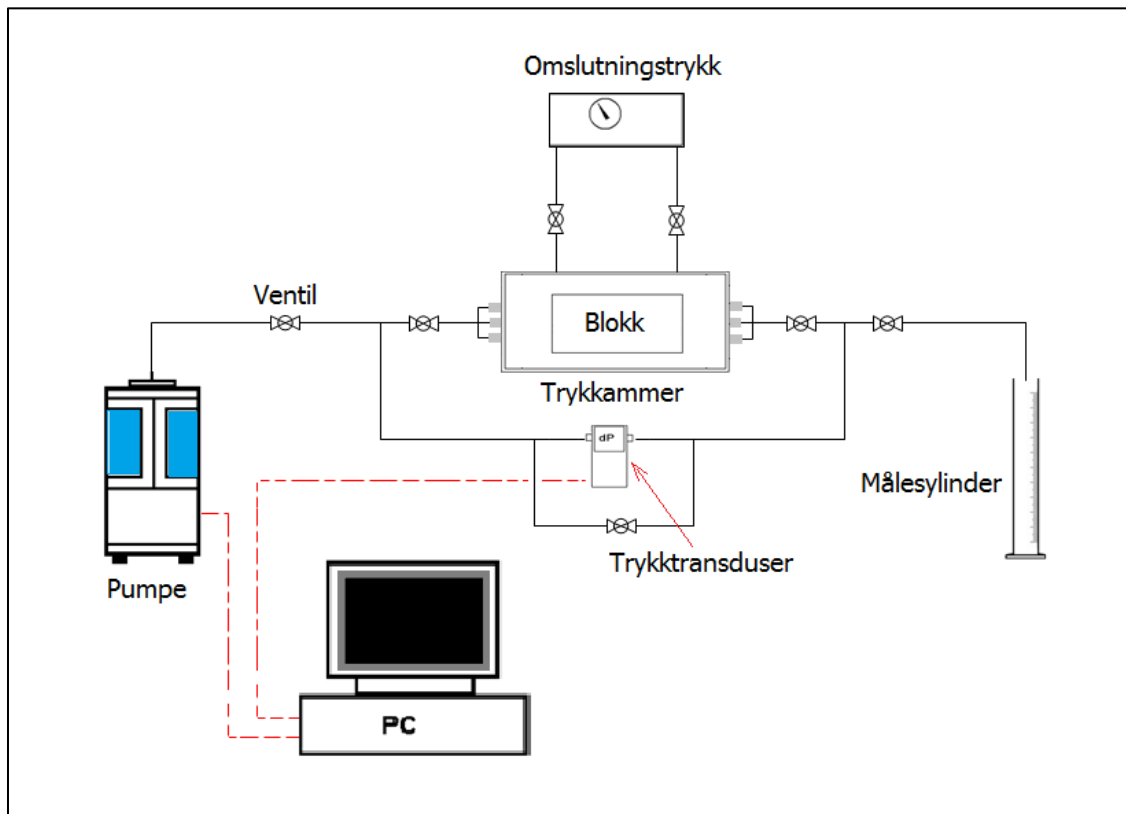 Omslutningstrykk
Ventil
Blokk
Trykkammer
dP
Målesylinder
Trykktransduser
Pumpe
PC